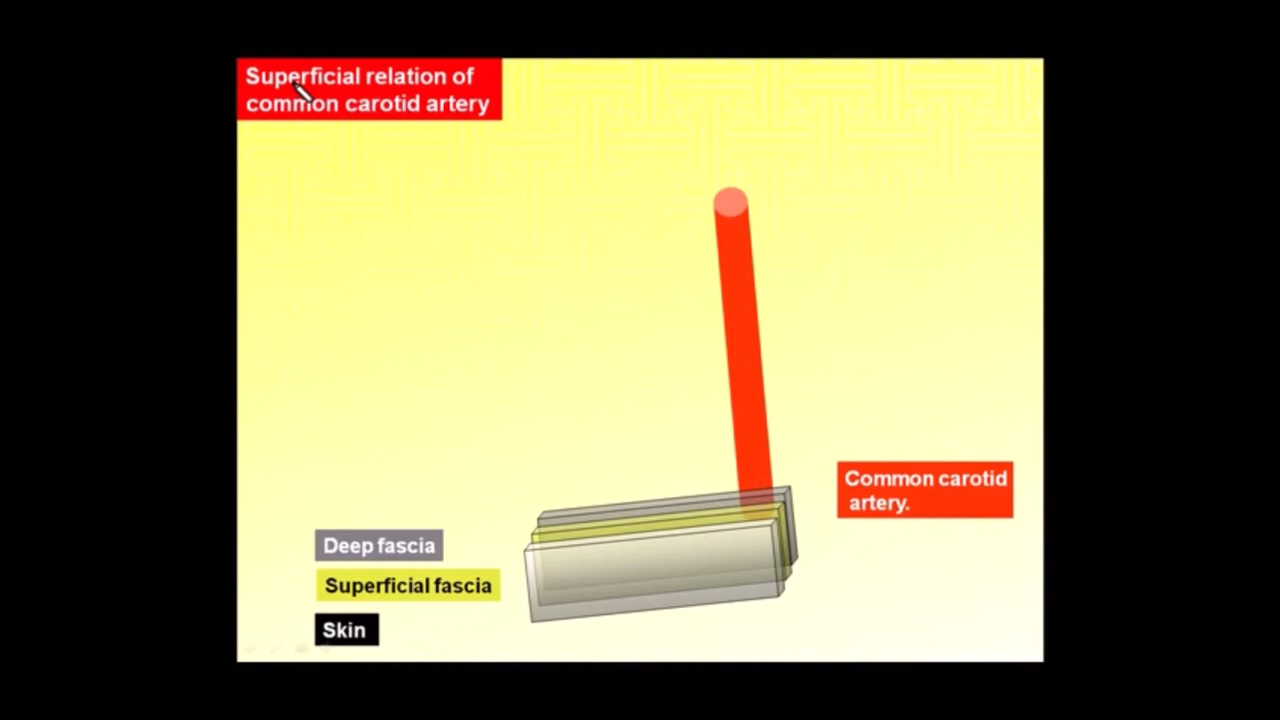 Superficial relation of
common carotid artery
Common carotid
artery.
Deep fascia
Superficial fascia
Skin